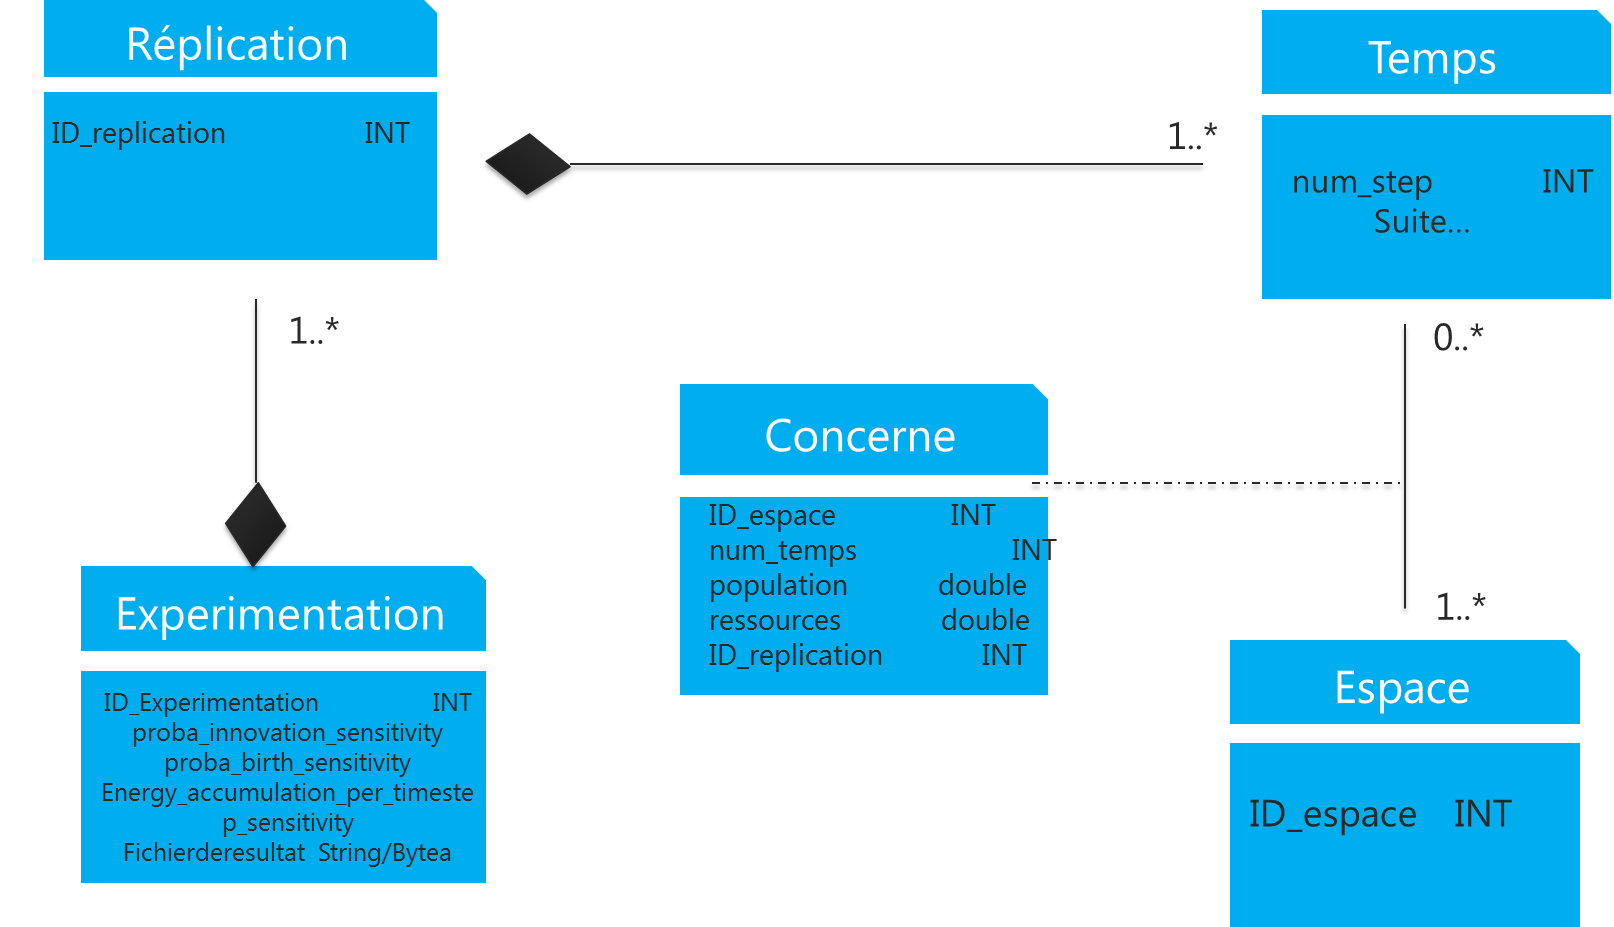 Réplication
ID_replication INT
1..*
Temps
num_step INT
Suite...
1..*
0..*
Concerne
ID_espace INT
num_temps INT
population double
ressources double
ID_replication INT
1..*
Experimentation
ID_Experimentation INT
proba_innovation_sensitivity
proba_birth_sensitivity
Energy_accumulation_per_timeste
p_sensitivity
Fichierderesultat String/Bytea
Espace
ID_espace INT